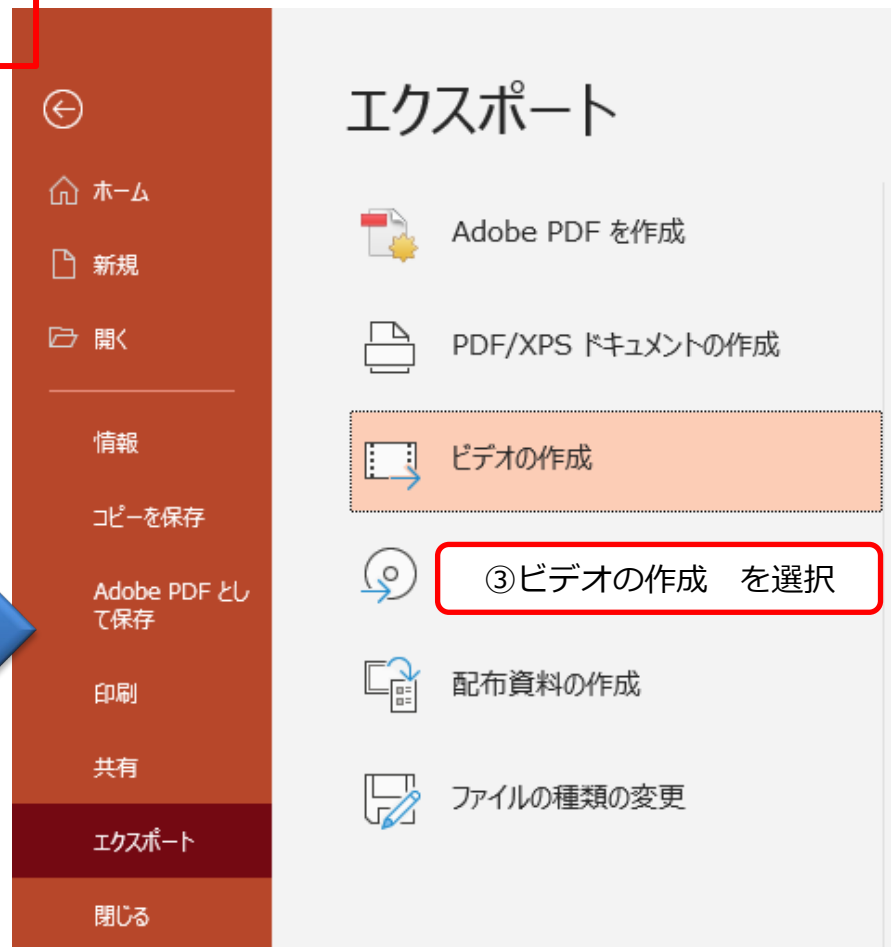 エクスポート
ホーム
新規
開く
情報
コピーを保存
Adobe PDF とし
て保存
印刷
共有
エクスポート
閉じる
Adobe PDF を作成
PDF/XPS ドキュメントの作成
ビデオの作成
③ビデオの作成　を選択
配布資料の作成
ファイルの種類の変更